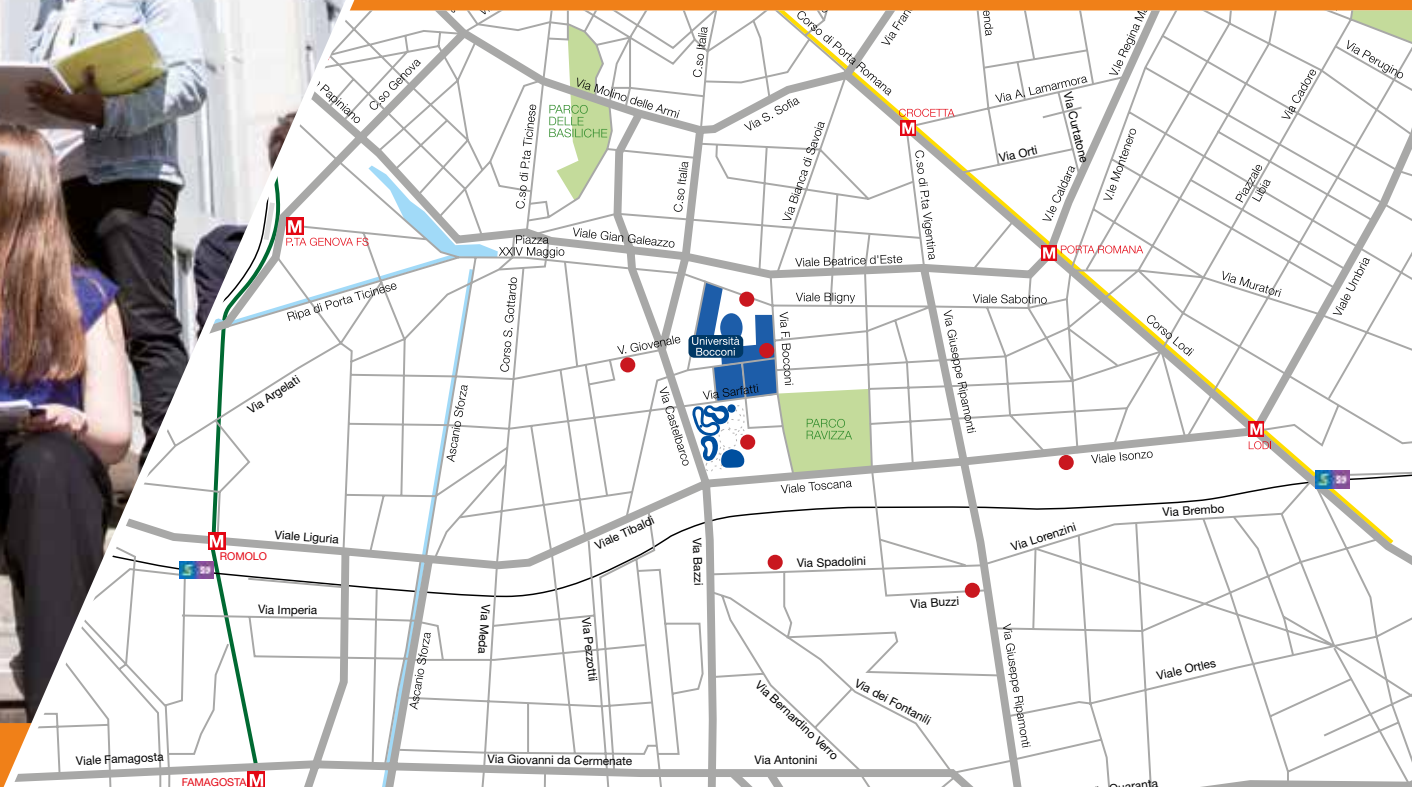 Corso di Porta Romana
Via Fran
enda
V.le Regina M
Via Perugino
C.so Italia
C.so Genova
Papiniano
Via Molino delle Armi
Via A. Lamarmora
Via Cadore
PARCO
DELLE
BASILICHE
C.so di P.ta Ticinese
Via S. Sofia
CROCETTA
M
Via Curtatone
Via Orti
C.so Italia
Via Bianca di Savoia
C.so di P.ta Vigentina
V.le Caldara
V.le Montenero
Piazzale
Libia
M
P.TA GENOVA FS
Piazza
XXIV Maggio
Viale Gian Galeazzo
Viale Beatrice d'Este
M
PORTA ROMANA
Via Muratori
Viale Umbria
Ripa di Porta Ticinese
Corso S. Gottardo
Viale Bligny
Viale Sabotino
Corso Lodi
V. Giovenale
Università
Bocconi
Via F. Bocconi
Via Giuseppe Ripamonti
Via Argelati
Ascanio Sforza
Via Castelbarco
Via Sarfatti
PARCO
RAVIZZA
M
LODI
Viale Isonzo
Viale Toscana
S S9
Via Brembo
Viale Liguria
Viale Tibaldi
M
ROMOLO
S S9
Via Bazzi
Via Lorenzini
Via Spadolini
Via Buzzi
Via Imperia
Via Meda
Via Pezzottii
Ascanio Sforza
Via Giuseppe Ripamonti
Viale Ortles
Via Bernardino Verro
Via dei Fontanili
Viale Famagosta
Via Giovanni da Cermenate
Via Antonini
FAMAGOSTA
M
Quaranta